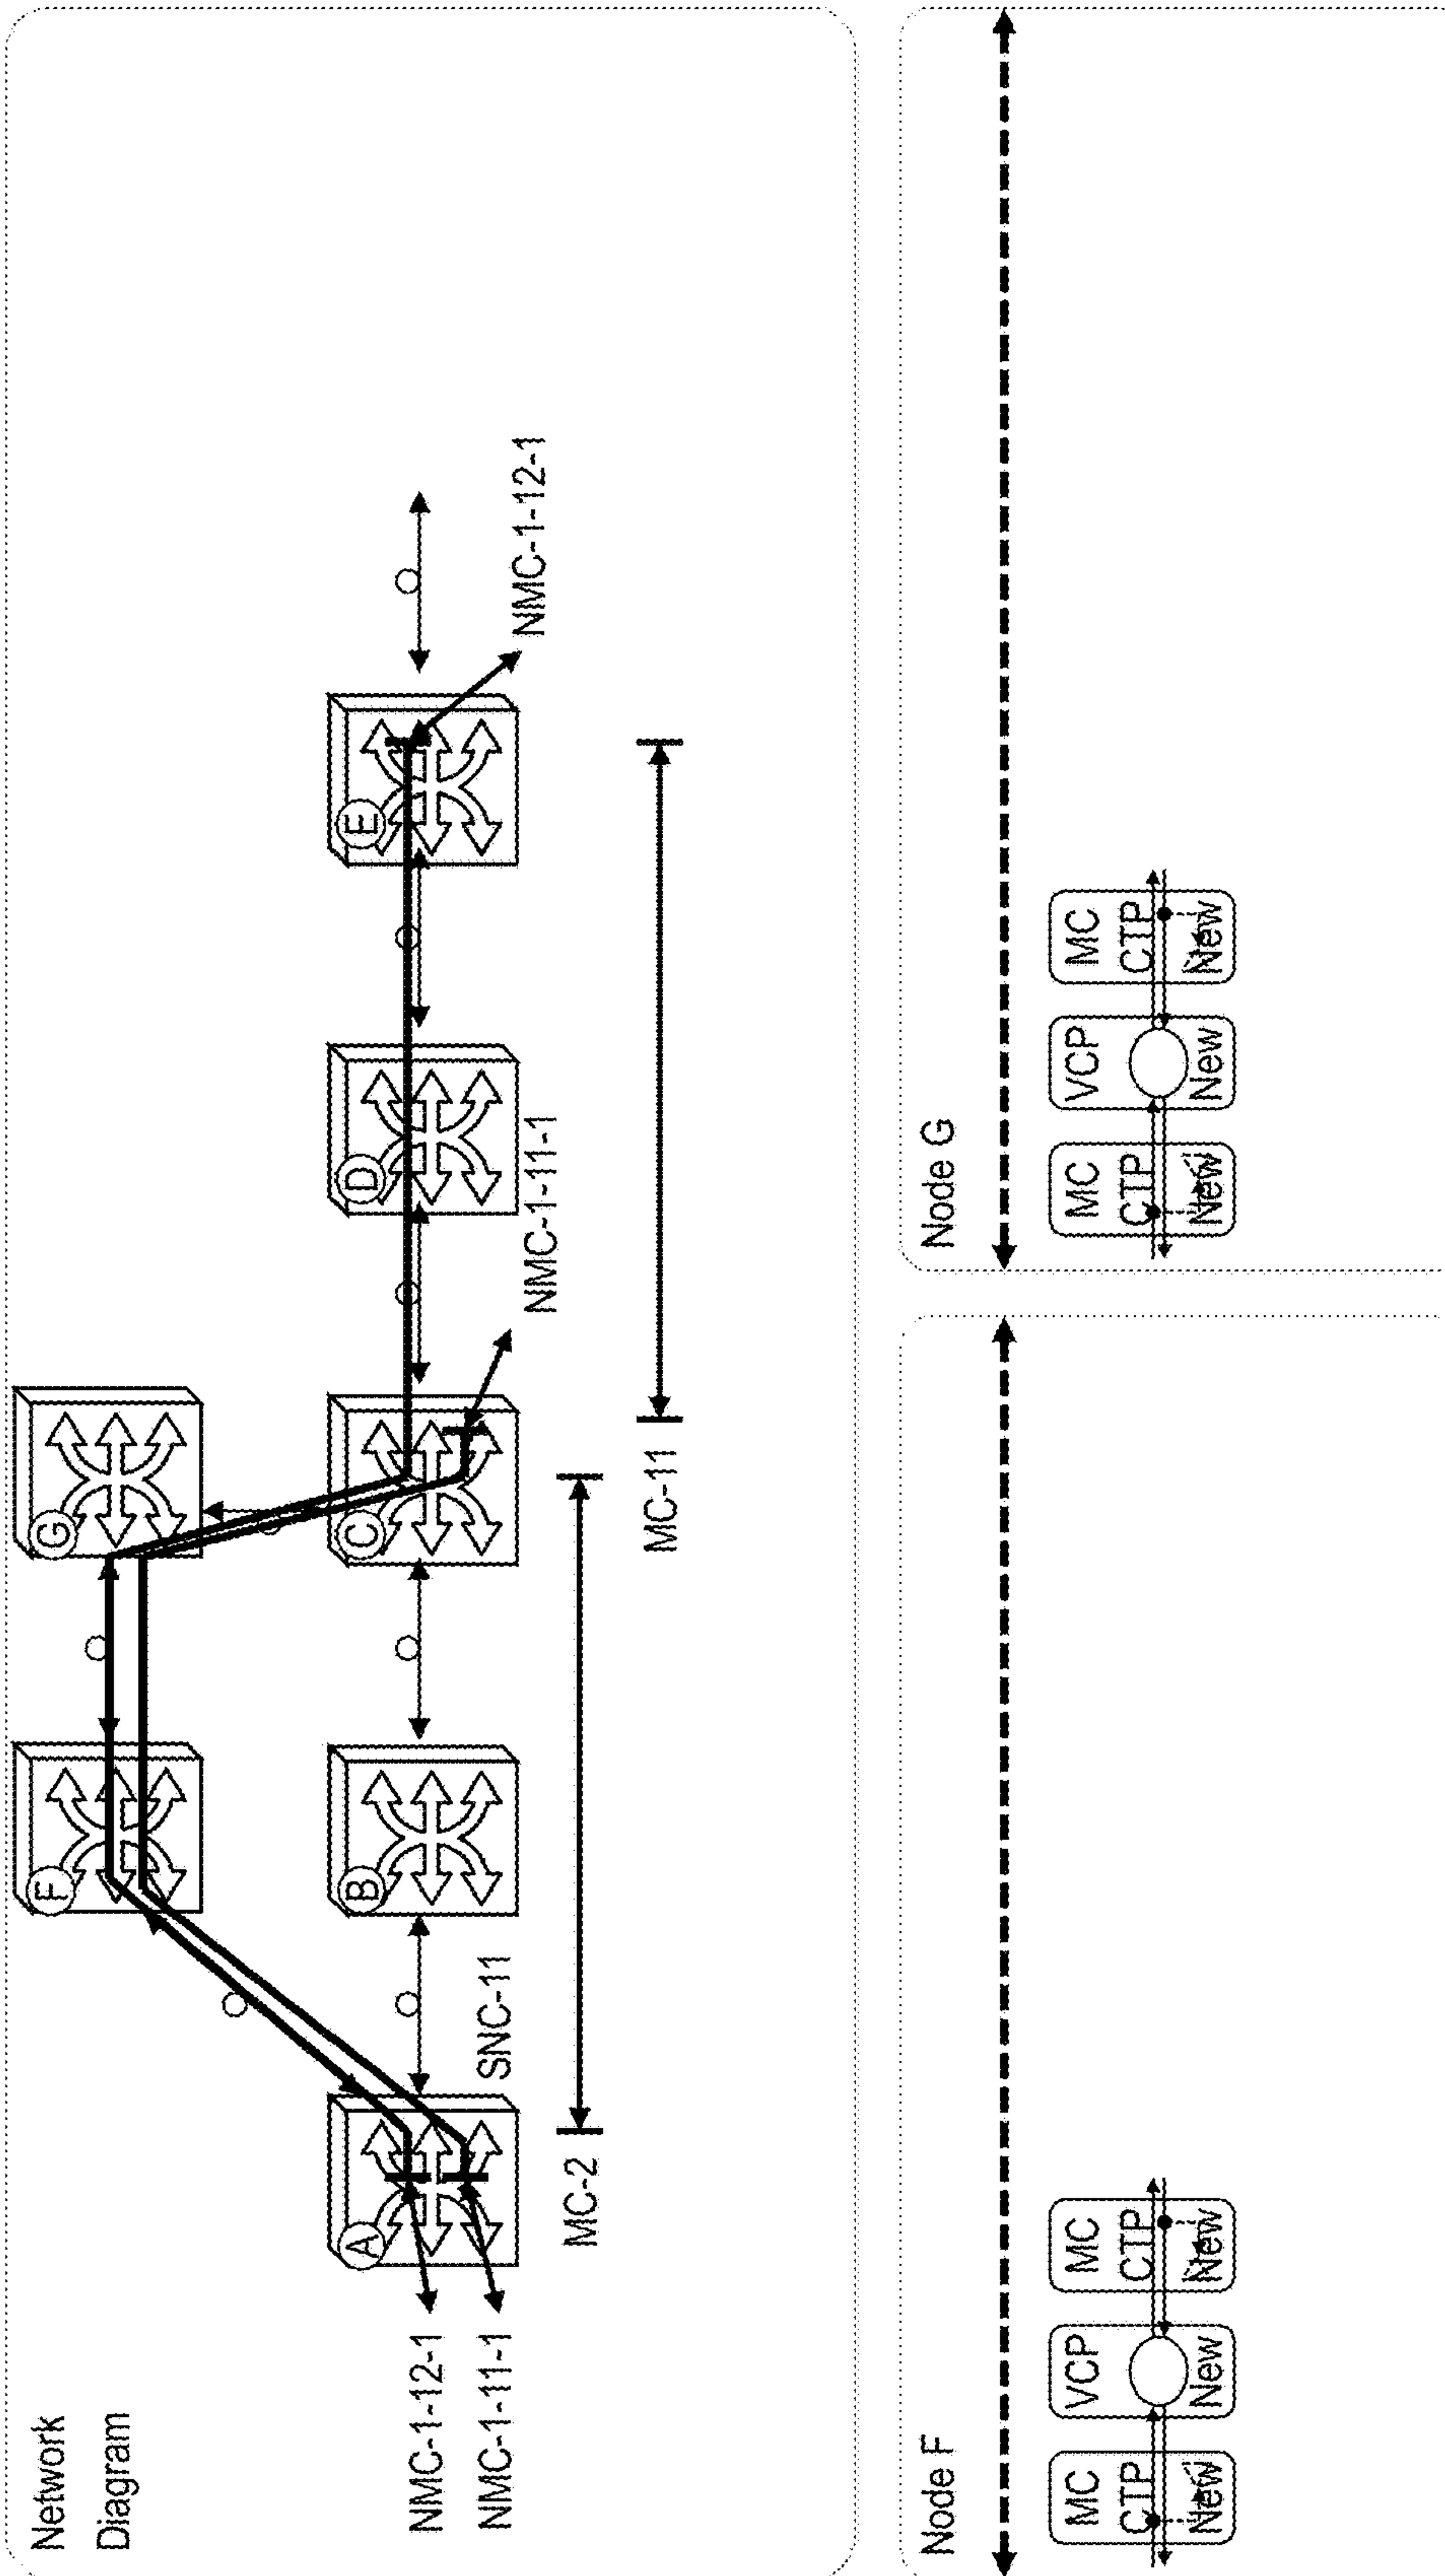 Network
Diagram
F
G
A
B
C
D
E
NMC-1-12-1
NMC-1-11-1
SNC-11
NMC-1-11-1
NMC-1-12-1
MC-2
MC-11
Node F
MC
CTP
New
VCP
New
MC
CTP
New
Node G
MC
CTP
New
VCP
New
MC
CTP
New